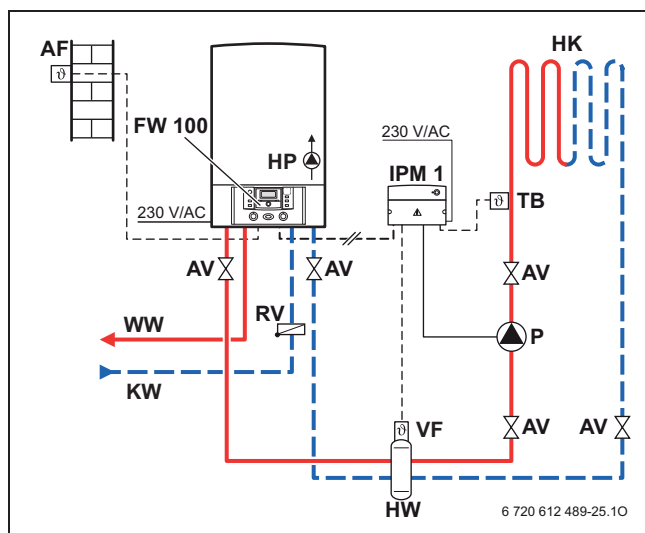 AF
HK
FW 100
HP
230 V/AC
IPM 1
ϑ
ϑ
TB
230 V/AC
AV
AV
AV
RV
WW
P
KW
ϑ
VF
AV
AV
HW
6 720 612 489-25.1O